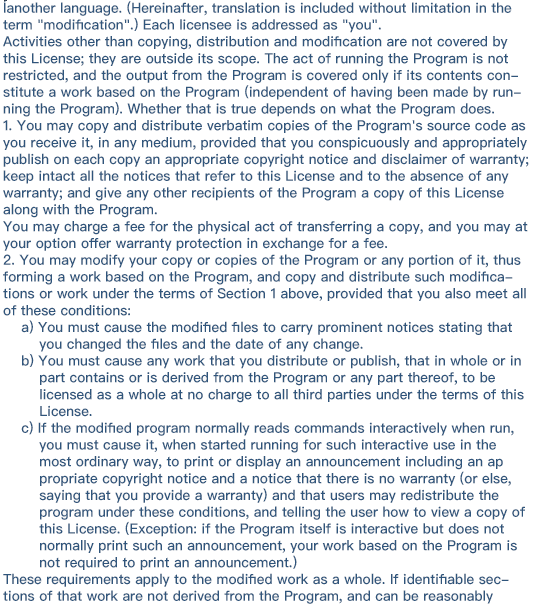 lanother language. (Hereinafter, translation is included without limitation in the
term "modification".) Each licensee is addressed as "you".
Activities other than copying, distribution and modification are not covered by
this License; they are outside its scope. The act of running the Program is not
restricted, and the output from the Program is covered only if its contents con-
stitute a work based on the Program (independent of having been made by run-
ning the Program). Whether that is true depends on what the Program does.
1. You may copy and distribute verbatim copies of the Program's source code as
you receive it, in any medium, provided that you conspicuously and appropriately
publish on each copy an appropriate copyright notice and disclaimer of warranty;
keep intact all the notices that refer to this License and to the absence of any
warranty; and give any other recipients of the Program a copy of this License
along with the Program.
You may charge a fee for the physical act of transferring a copy, and you may at
your option offer warranty protection in exchange for a fee.
2. You may modify your copy or copies of the Program or any portion of it, thus
forming a work based on the Program, and copy and distribute such modifica-
tions or work under the terms of Section 1 above, provided that you also meet all
of these conditions:
a) You must cause the modified files to carry prominent notices stating that
you changed the files and the date of any change.
b) You must cause any work that you distribute or publish, that in whole or in
part contains or is derived from the Program or any part thereof, to be
licensed as a whole at no charge to all third parties under the terms of this
License.
c) If the modified program normally reads commands interactively when run,
you must cause it, when started running for such interactive use in the
most ordinary way, to print or display an announcement including an ap
propriate copyright notice and a notice that there is no warranty (or else,
saying that you provide a warranty) and that users may redistribute the
program under these conditions, and telling the user how to view a copy of
this License. (Exception: if the Program itself is interactive but does not
normally print such an announcement, your work based on the Program is
not required to print an announcement.)
These requirements apply to the modified work as a whole. If identifiable sec-
tions of that work are not derived from the Program, and can be reasonably